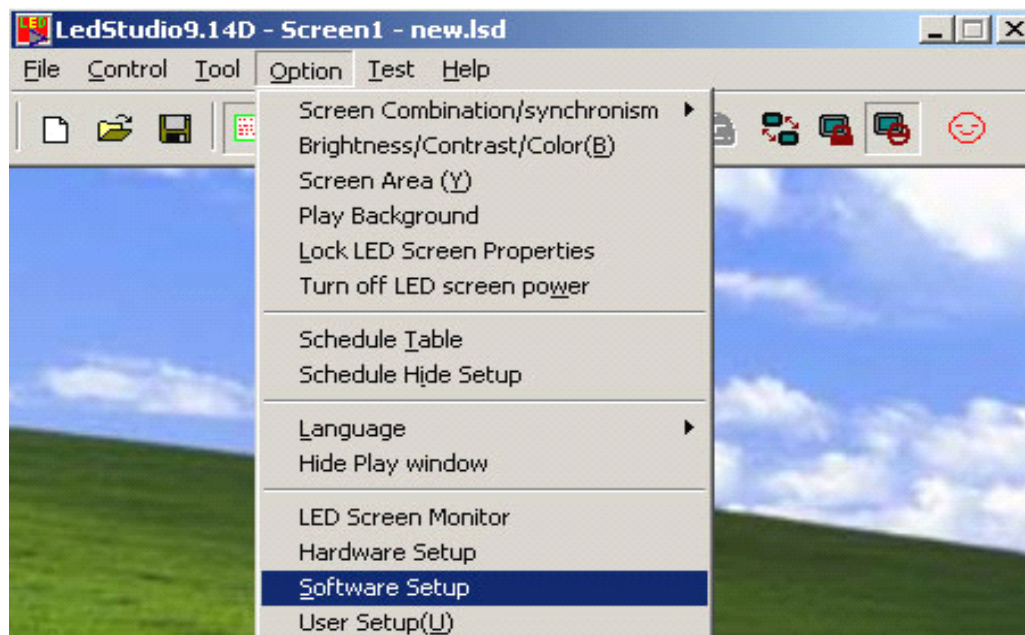 LED LedStudio9.14D - Screen1 - new.lsd
File Control Tool Option Test Help
Screen Combination/synchronism
Brightness/Contrast/Color(B)
Screen Area (Y)
Play Background
Lock LED Screen Properties
Turn off LED screen power
Schedule Table
Schedule Hide Setup
Language
Hide Play window
LED Screen Monitor
Hardware Setup
Software Setup
User Setup(U)